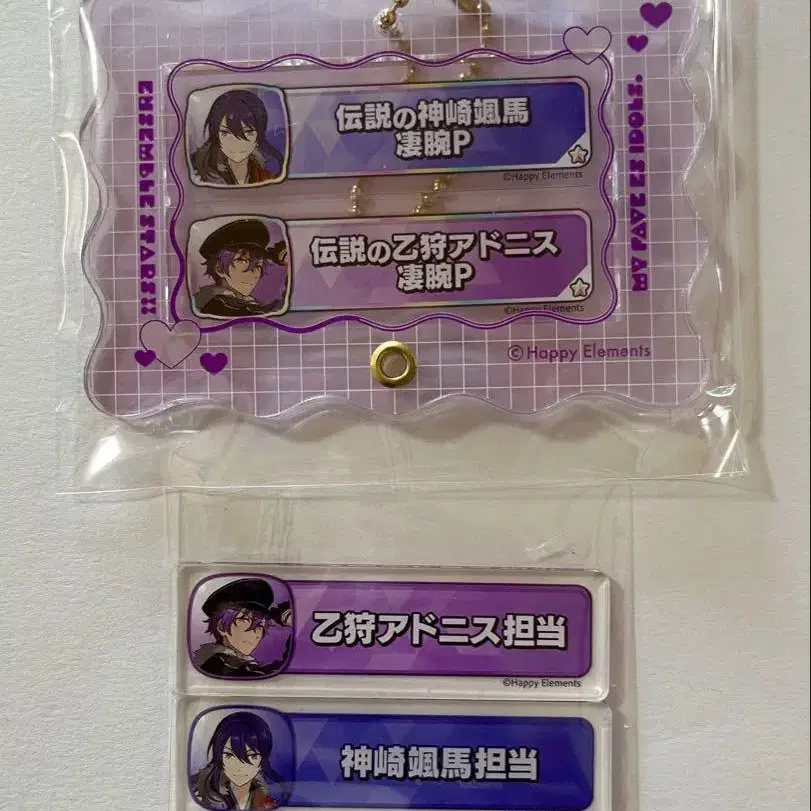 ENSEMBLE STARS!!
伝説の神崎颯馬
凄腕P
©Happy Elements
伝説の乙狩アドニス
凄腕P
©Happy Elements
MY FAVE ES IDOLS.
©Happy Elements
乙狩アドニス担当
©Happy Elements
神崎颯馬担当